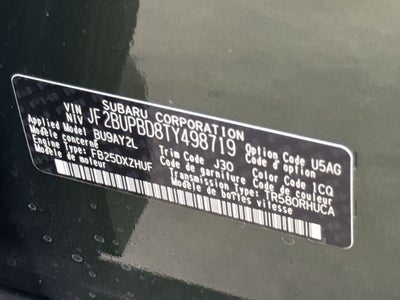 SUBARU CORPORATION
VIN
NIV JF2BUPBD8TY498719
Applied Model BU9AY2L Option Code U5AG
Modele concerné Code d'option
Engine Type FB25DXZHUF Trim Code J30 Color Code 1CQ
Type de moteur Code de garniture Code de couleur
Transmission Type: TR580RHUCA
Transmission de boîtes vitesse